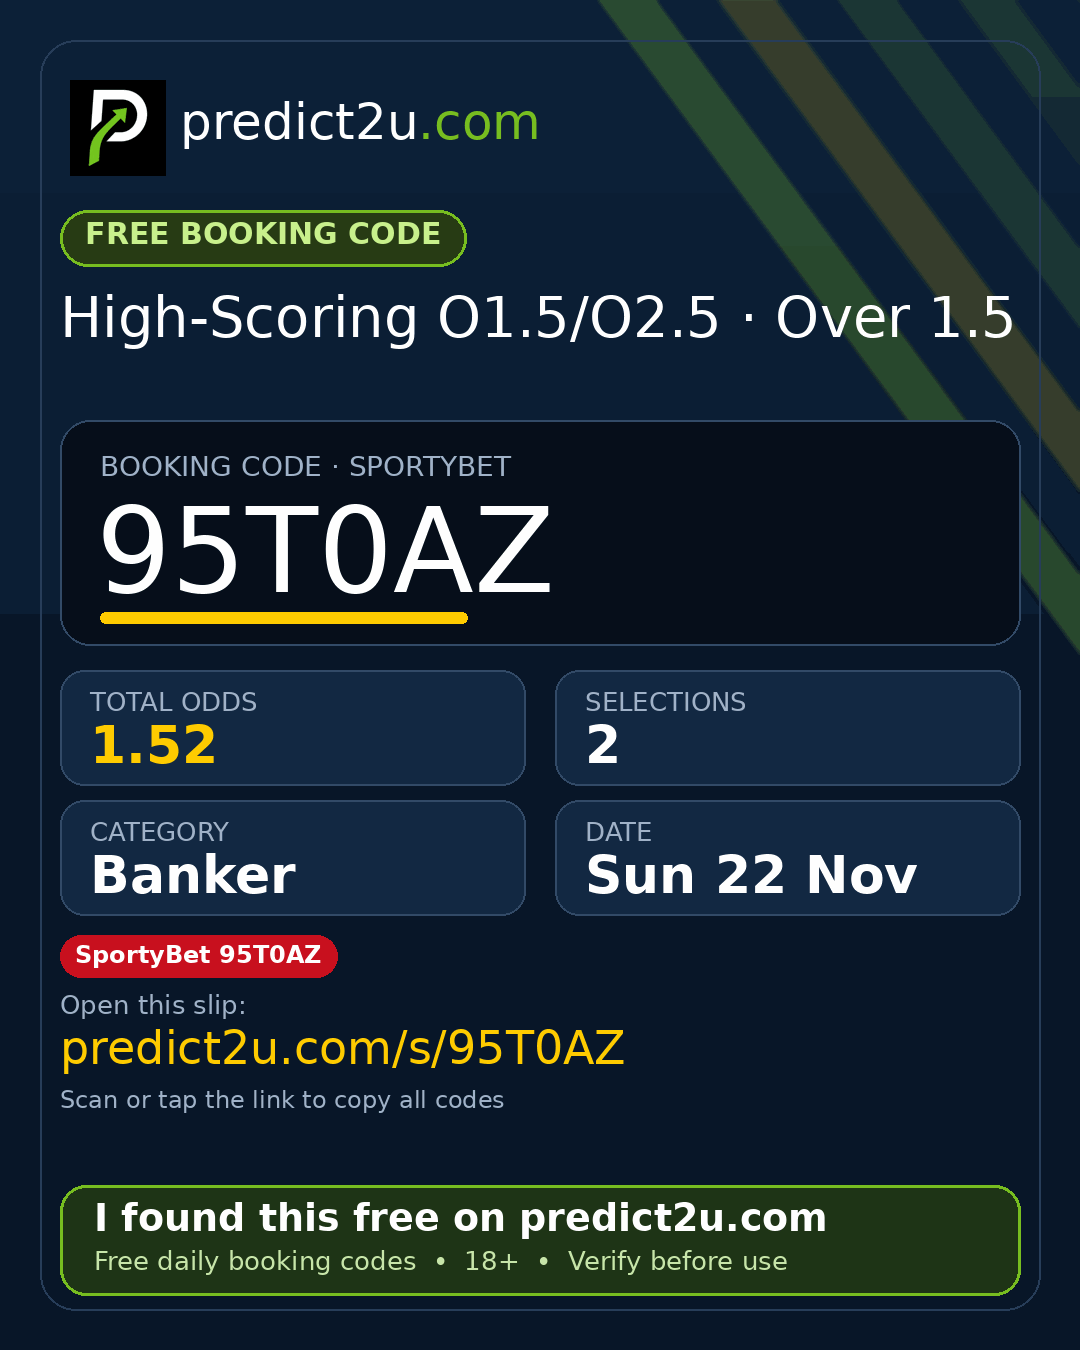 predict2u.com
FREE BOOKING CODE
High-Scoring O1.5/O2.5 · Over 1.5
BOOKING CODE · SPORTYBET
95T0AZ
TOTAL ODDS
1.52
SELECTIONS
2
CATEGORY
Banker
DATE
Sun 22 Nov
SportyBet 95T0AZ
Open this slip:
predict2u.com/s/95T0AZ
Scan or tap the link to copy all codes
I found this free on predict2u.com
Free daily booking codes • 18+ • Verify before use